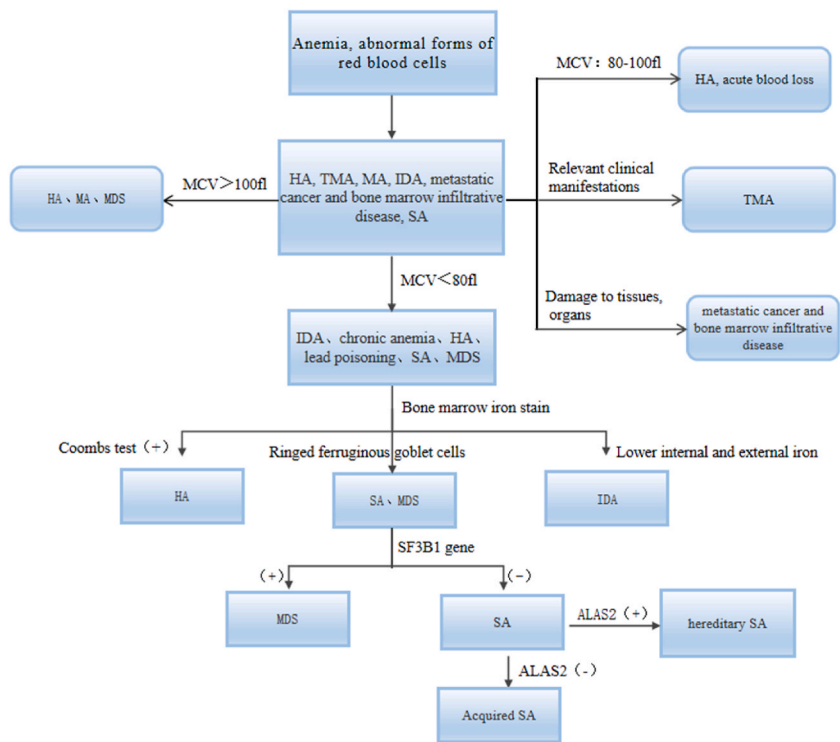 Anemia, abnormal forms of
red blood cells
MCV：80-100fl
HA, acute blood loss
MCV＞100fl
HA、MA、MDS
HA, TMA, MA, IDA, metastatic
cancer and bone marrow infiltrative
disease, SA
Relevant clinical
manifestations
TMA
MCV＜80fl
Damage to tissues,
organs
metastatic cancer and
bone marrow infiltrative
disease
IDA、chronic anemia、HA、
lead poisoning、SA、MDS
Bone marrow iron stain
Coombs test（+）
Ringed ferruginous goblet cells
Lower internal and external iron
HA
SA、MDS
IDA
SF3B1 gene
（+）
（-）
MDS
SA
ALAS2（+）
hereditary SA
ALAS2（-）
Acquired SA